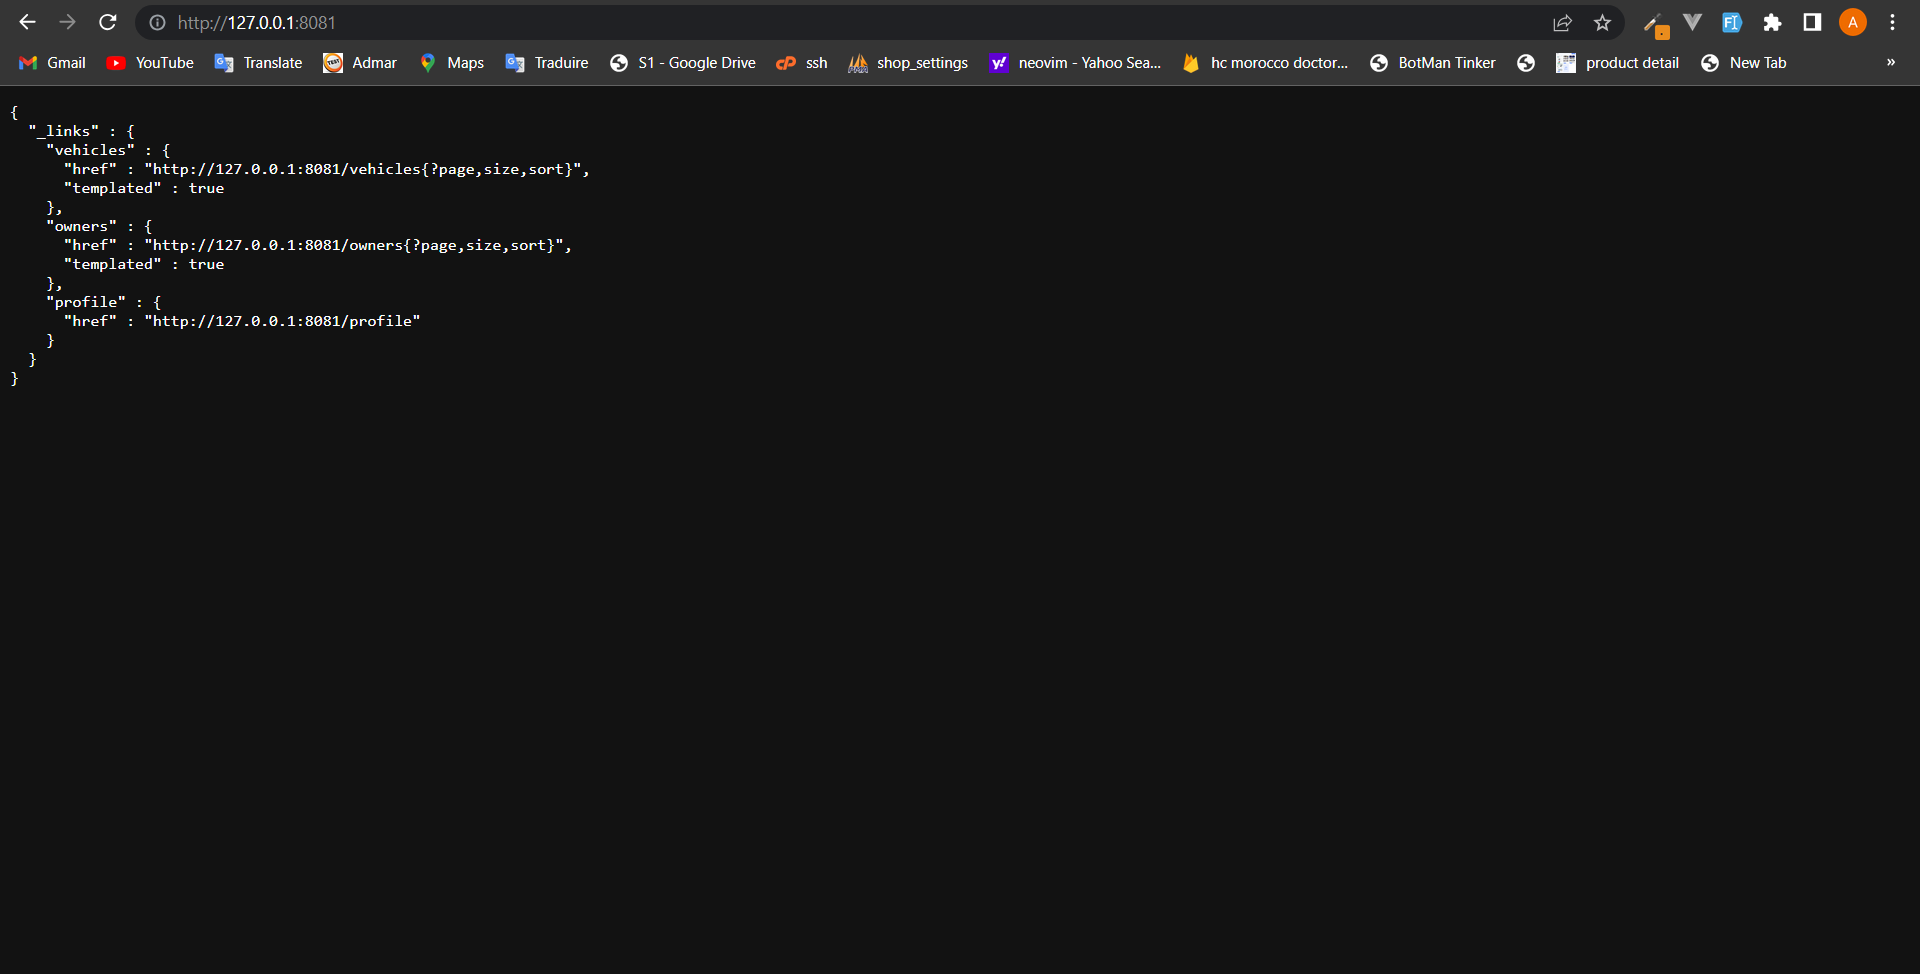 http://127.0.0.1:8081
Gmail YouTube Translate Admar Maps Traduire S1 - Google Drive ssh shop_settings neovim - Yahoo Sea... hc morocco doctor... BotMan Tinker product detail New Tab »
{
  "_links" : {
    "vehicles" : {
      "href" : "http://127.0.0.1:8081/vehicles{?page,size,sort}",
      "templated" : true
    },
    "owners" : {
      "href" : "http://127.0.0.1:8081/owners{?page,size,sort}",
      "templated" : true
    },
    "profile" : {
      "href" : "http://127.0.0.1:8081/profile"
    }
  }
}